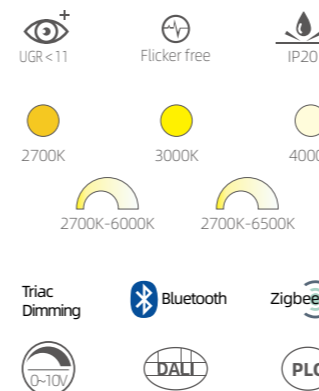 UGR<11
Flicker free
IP20
2700K
3000K
4000
2700K-6000K
2700K-6500K
Triac
Dimming
Bluetooth
Zigbee
0~10V
DALI
PLC